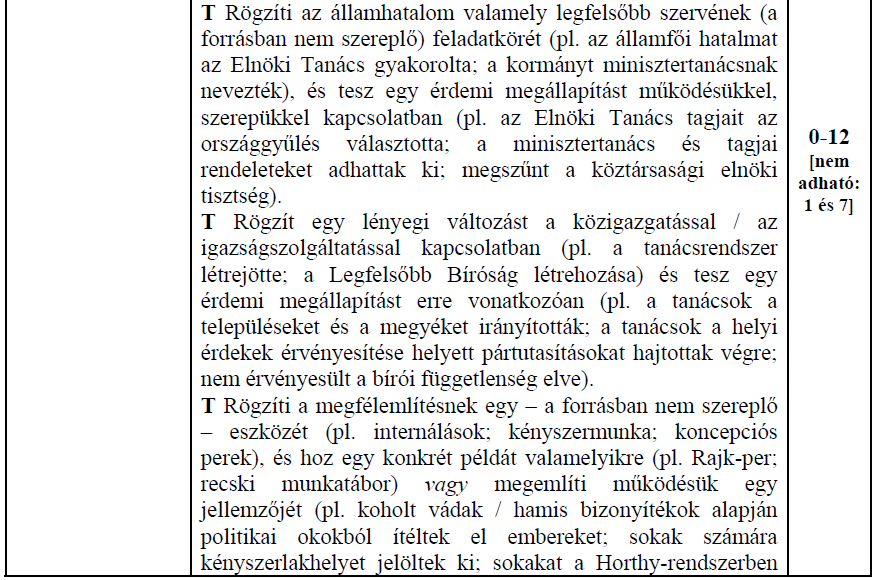 T Rögzíti az államhatalom valamely legfelsőbb szervének (a
forrásban nem szereplő) feladatkörét (pl. az államfői hatalmat
az Elnöki Tanács gyakorolta; a kormányt minisztertanácsnak
nevezték), és tesz egy érdemi megállapítást működésükkel,
szerepükkel kapcsolatban (pl. az Elnöki Tanács tagjait az
országgyűlés választotta; a minisztertanács és tagjai
rendeleteket adhattak ki; megszűnt a köztársasági elnöki
tisztség).
T Rögzít egy lényegi változást a közigazgatással / az
igazságszolgáltatással kapcsolatban (pl. a tanácsrendszer
létrejötte; a Legfelsőbb Bíróság létrehozása) és tesz egy
érdemi megállapítást erre vonatkozóan (pl. a tanácsok a
településeket és a megyéket irányították; a tanácsok a helyi
érdekek érvényesítése helyett pártutasításokat hajtottak végre;
nem érvényesült a bírói függetlenség elve).
T Rögzíti a megfélemlítésnek egy – a forrásban nem szereplő
– eszközét (pl. internálások; kényszermunka; koncepciós
perek), és hoz egy konkrét példát valamelyikre (pl. Rajk-per;
recski munkatábor) vagy megemlíti működésük egy
jellemzőjét (pl. koholt vádak / hamis bizonyítékok alapján
politikai okokból ítéltek el embereket; sokak számára
kényszerlakhelyet jelöltek ki; sokakat a Horthy-rendszerben
0-12
[nem
adható:
1 és 7]